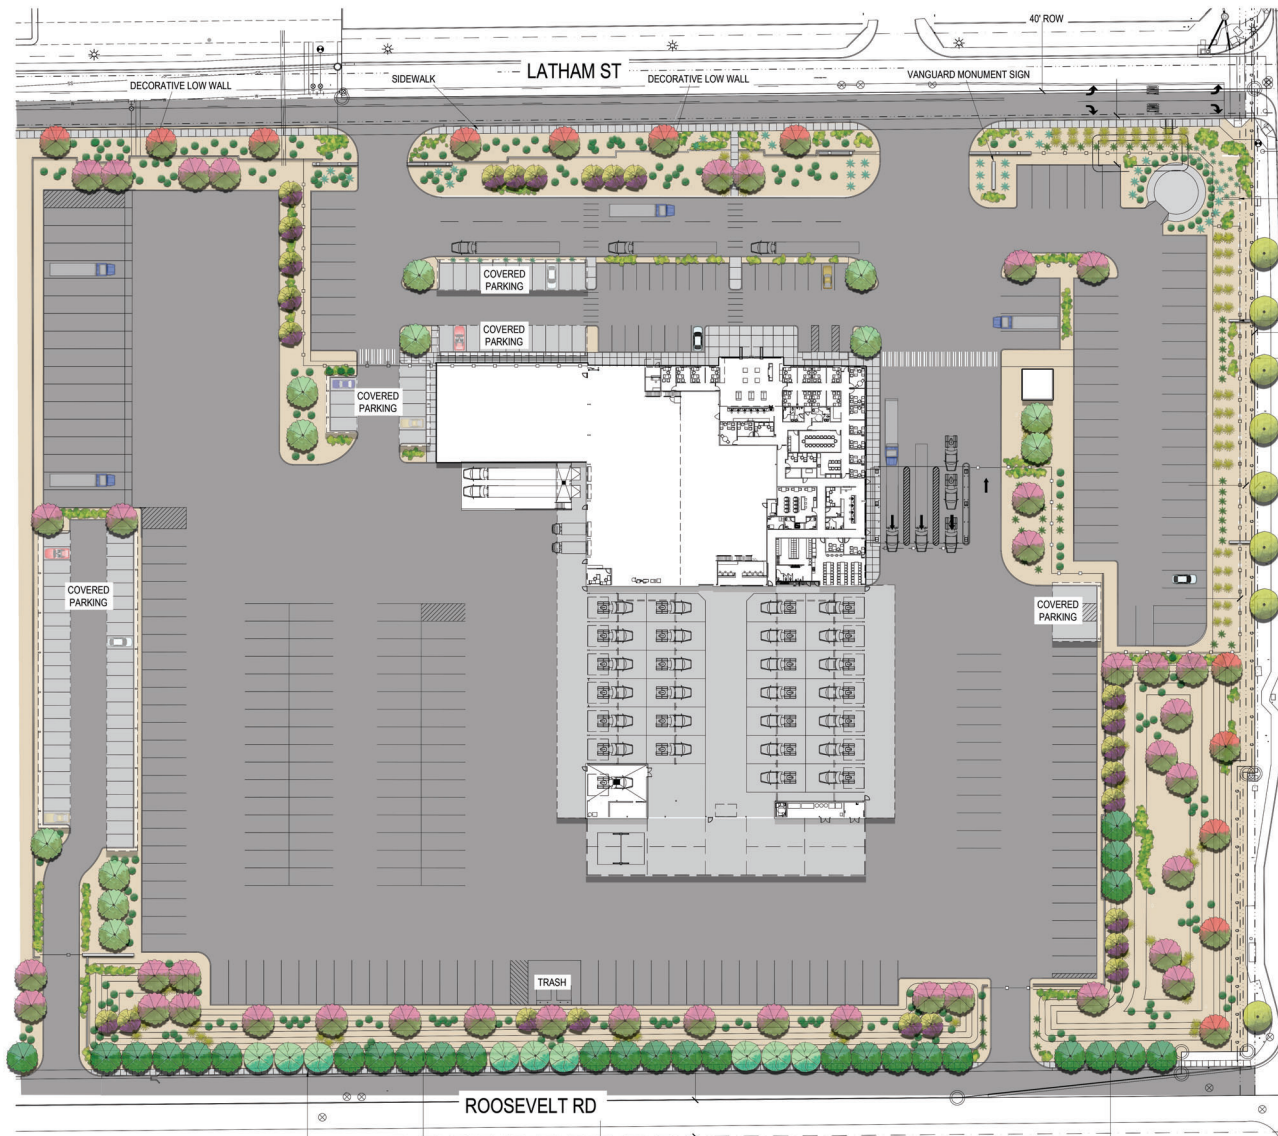 40' ROW
LATHAM ST
DECORATIVE LOW WALL
SIDEWALK
DECORATIVE LOW WALL
VANGUARD MONUMENT SIGN
COVERED
PARKING
COVERED
PARKING
COVERED
PARKING
COVERED
PARKING
COVERED
PARKING
TRASH
ROOSEVELT RD